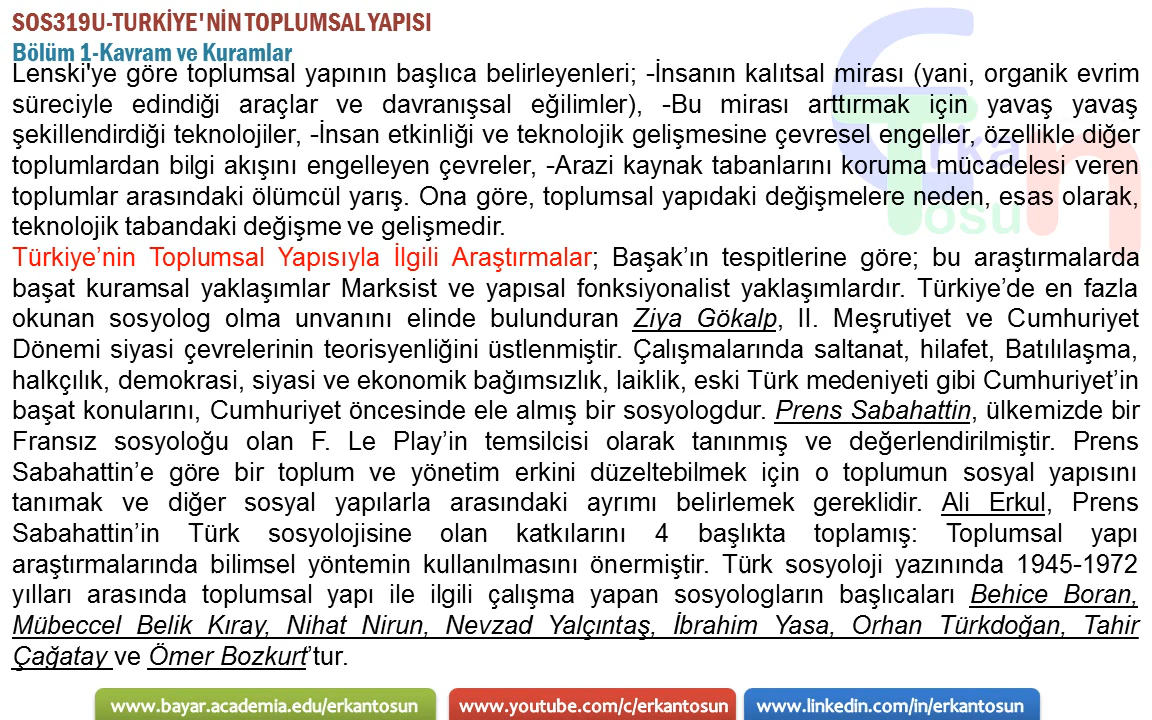 SOS319U-TURKİYE'NİN TOPLUMSAL YAPISI
Bölüm 1-Kavram ve Kuramlar
Lenski'ye göre toplumsal yapının başlıca belirleyenleri; -İnsanın kalıtsal mirası (yani, organik evrim
süreciyle edindiği araçlar ve davranışsal eğilimler), -Bu mirası arttırmak için yavaş yavaş
şekillendirdiği teknolojiler, -İnsan etkinliği ve teknolojik gelişmesine çevresel engeller, özellikle diğer
toplumlardan bilgi akışını engelleyen çevreler, -Arazi kaynak tabanlarını koruma mücadelesi veren
toplumlar arasındaki ölümcül yarış. Ona göre, toplumsal yapıdaki değişmelere neden, esas olarak,
teknolojik tabandaki değişme ve gelişmedir.
Türkiye’nin Toplumsal Yapısıyla İlgili Araştırmalar; Başak’ın tespitlerine göre; bu araştırmalarda
başat kuramsal yaklaşımlar Marksist ve yapısal fonksiyonalist yaklaşımlardır. Türkiye’de en fazla
okunan sosyolog olma unvanını elinde bulunduran Ziya Gökalp, II. Meşrutiyet ve Cumhuriyet
Dönemi siyasi çevrelerinin teorisyenliğini üstlenmiştir. Çalışmalarında saltanat, hilafet, Batılılaşma,
halkçılık, demokrasi, siyasi ve ekonomik bağımsızlık, laiklik, eski Türk medeniyeti gibi Cumhuriyet’in
başat konularını, Cumhuriyet öncesinde ele almış bir sosyologdur. Prens Sabahattin, ülkemizde bir
Fransız sosyoloğu olan F. Le Play’in temsilcisi olarak tanınmış ve değerlendirilmiştir. Prens
Sabahattin’e göre bir toplum ve yönetim erkini düzeltebilmek için o toplumun sosyal yapısını
tanımak ve diğer sosyal yapılarla arasındaki ayrımı belirlemek gereklidir. Ali Erkul, Prens
Sabahattin’in Türk sosyolojisine olan katkılarını 4 başlıkta toplamış: Toplumsal yapı
araştırmalarında bilimsel yöntemin kullanılmasını önermiştir. Türk sosyoloji yazınında 1945-1972
yılları arasında toplumsal yapı ile ilgili çalışma yapan sosyologların başlıcaları Behice Boran,
Mübeccel Belik Kıray, Nihat Nirun, Nevzad Yalçıntaş, İbrahim Yasa, Orhan Türkdoğan, Tahir
Çağatay ve Ömer Bozkurt’tur.
rka
osun
www.bayar.academia.edu/erkantosun
www.youtube.com/c/erkantosun
www.linkedin.com/in/erkantosun